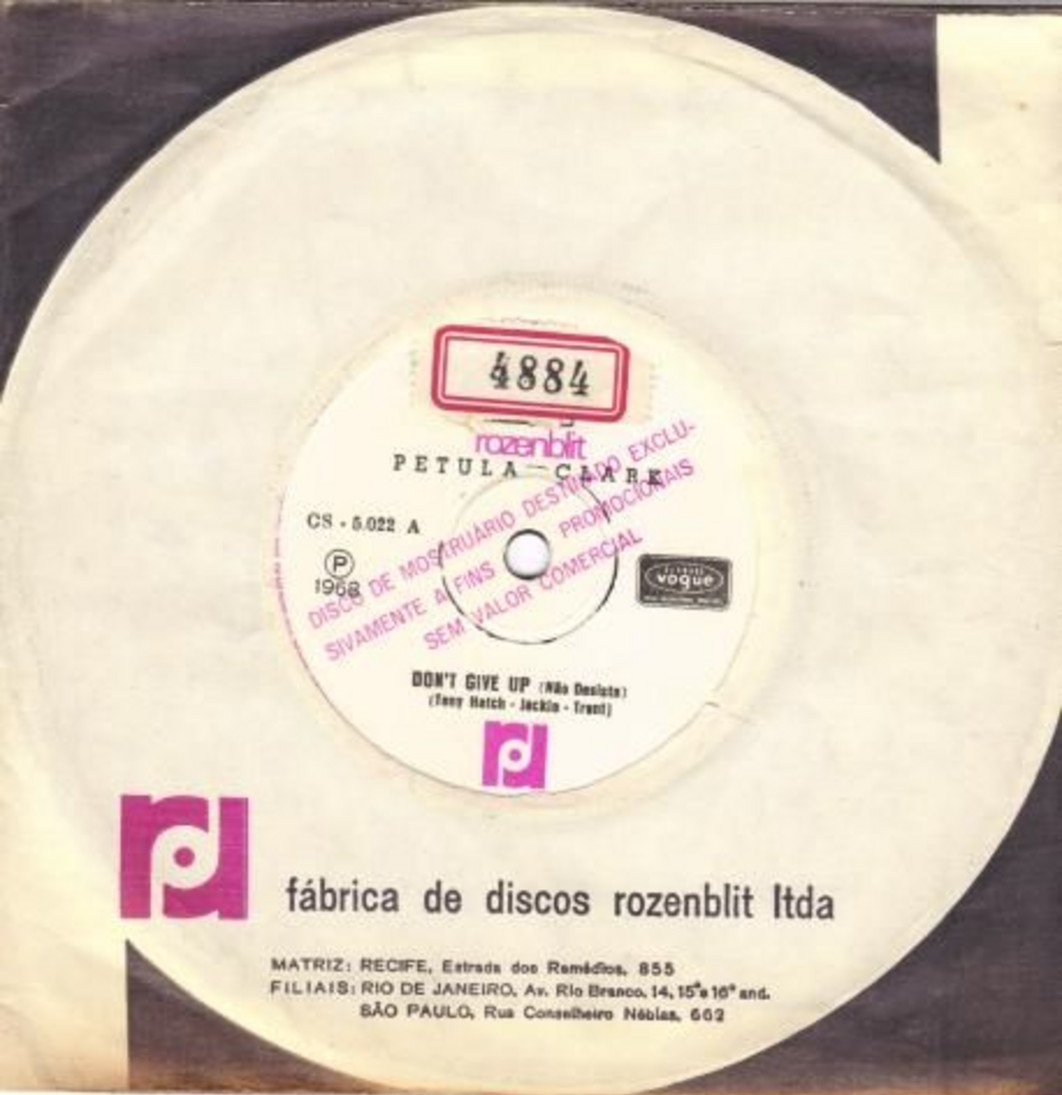 4884
rozenblit
PETULA CLARK
CS - 5.022 A
P
1968
DISCO DE MOSTRUÁRIO DESTINADO EXCLU-
SIVAMENTE A FINS PROMOCIONAIS
SEM VALOR COMERCIAL
vogue
DON'T GIVE UP (Não Desista)
(Tony Hatch - Jackie - Trent)
fábrica de discos rozenblit ltda
MATRIZ: RECIFE, Estrada dos Remédios, 855
FILIAIS: RIO DE JANEIRO, Av. Rio Branco, 14, 15º e 16º and.
SÃO PAULO, Rua Conselheiro Nébias, 662